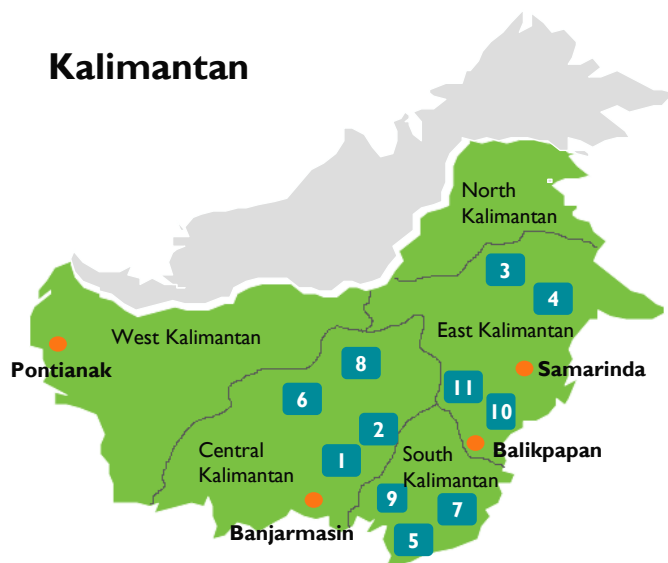 Kalimantan
North
Kalimantan
3
4
West Kalimantan
East Kalimantan
Pontianak
8
Samarinda
11
6
10
2
Central
Kalimantan
1
South
Kalimantan
Balikpapan
9
7
Banjarmasin
5